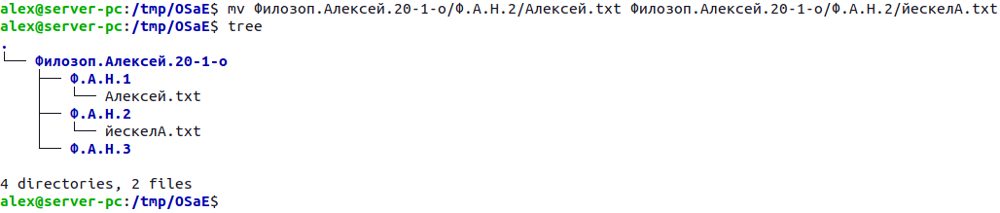 alex@server-pc:/tmp/OSaE$ mv Филозоп.Алексей.20-1-о/Ф.А.Н.2/Алексей.txt Филозоп.Алексей.20-1-о/Ф.А.Н.2/йескелА.txt
alex@server-pc:/tmp/OSaE$ tree
.
└── Филозоп.Алексей.20-1-о
    ├── Ф.А.Н.1
    │   └── Алексей.txt
    ├── Ф.А.Н.2
    │   └── йескелА.txt
    └── Ф.А.Н.3
4 directories, 2 files
alex@server-pc:/tmp/OSaE$